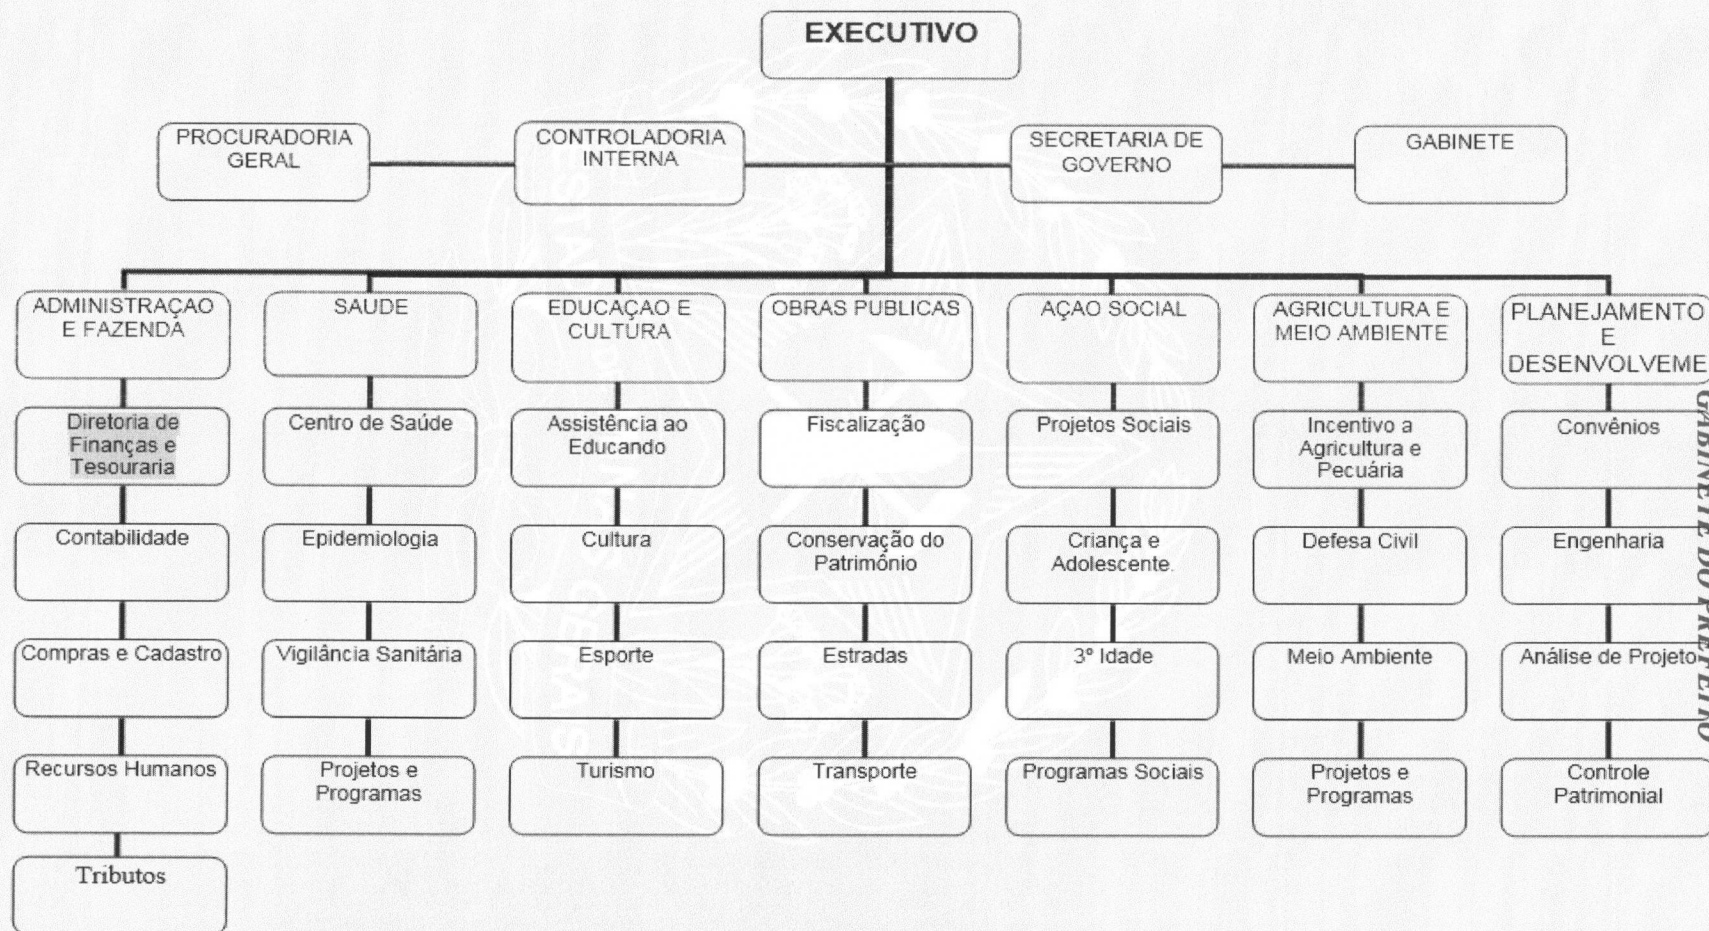 EXECUTIVO
PROCURADORIA
GERAL
CONTROLADORIA
INTERNA
SECRETARIA DE
GOVERNO
GABINETE
ADMINISTRAÇAO
E FAZENDA
SAUDE
EDUCAÇAO E
CULTURA
OBRAS PUBLICAS
AÇAO SOCIAL
AGRICULTURA E
MEIO AMBIENTE
PLANEJAMENTO
E
DESENVOLVEME
Diretoria de
Finanças e
Tesouraria
Centro de Saúde
Assistência ao
Educando
Fiscalização
Projetos Sociais
Incentivo a
Agricultura e
Pecuária
Convênios
Contabilidade
Epidemiologia
Cultura
Conservação do
Patrimônio
Criança e
Adolescente.
Defesa Civil
Engenharia
Compras e Cadastro
Vigilância Sanitária
Esporte
Estradas
3º Idade
Meio Ambiente
Análise de Projeto
Recursos Humanos
Projetos e
Programas
Turismo
Transporte
Programas Sociais
Projetos e
Programas
Controle
Patrimonial
Tributos
GABINETE DO PREFEITO